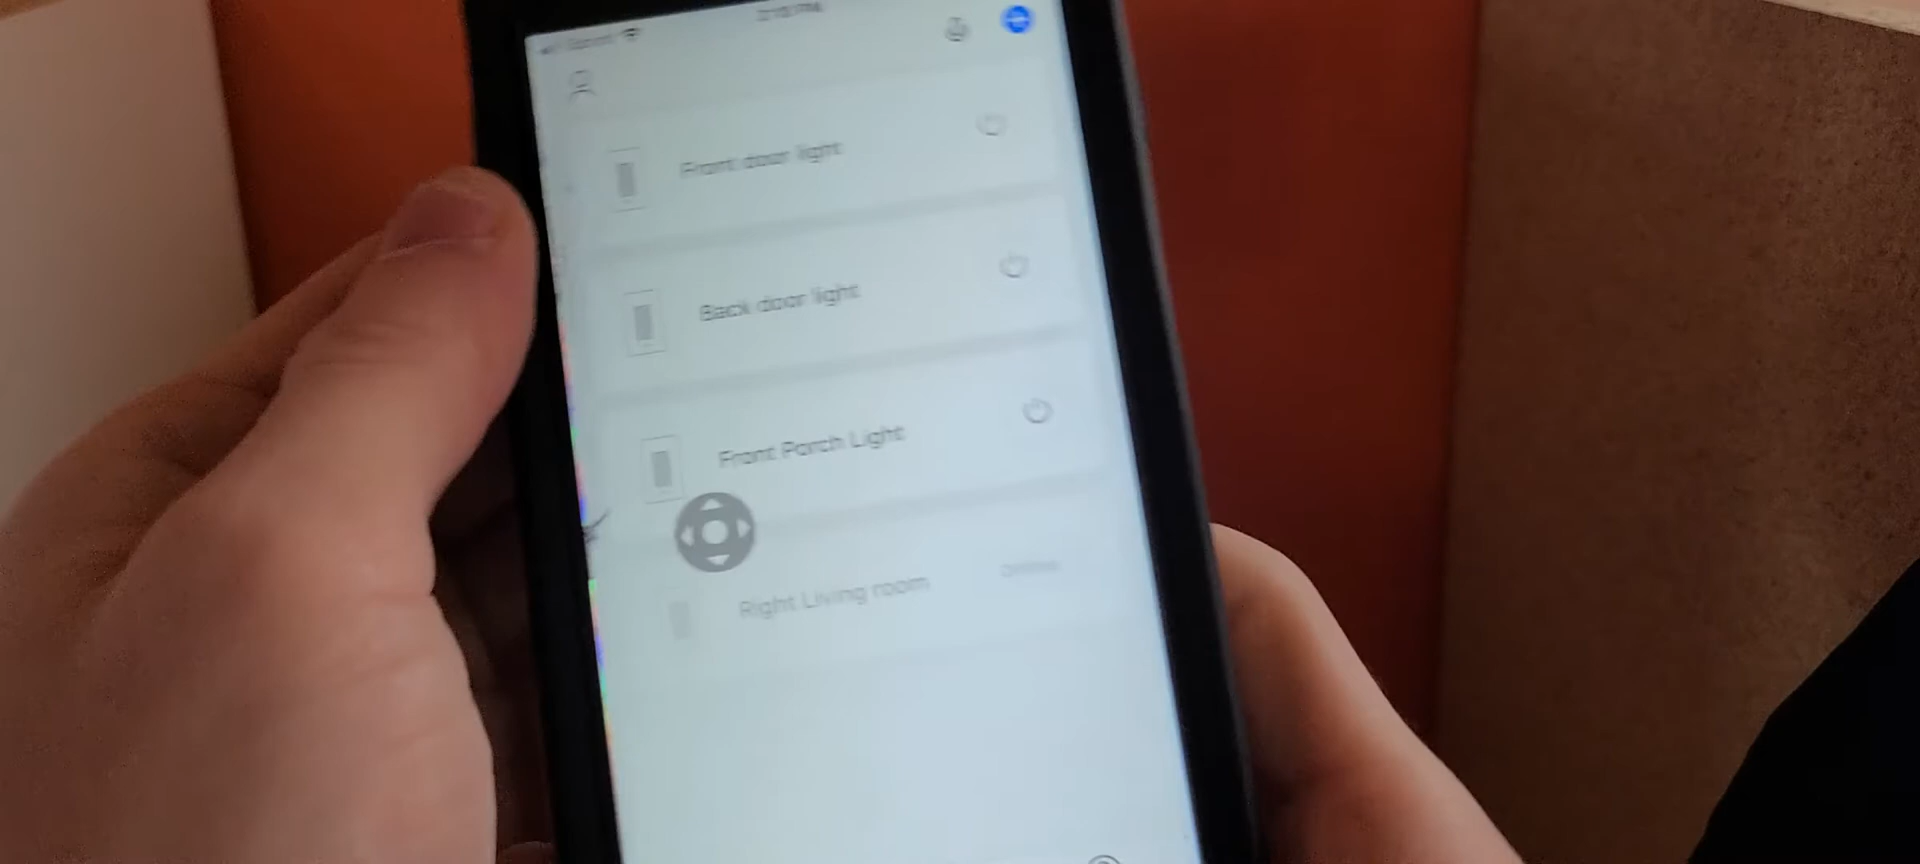 Front door light
Back door light
Front Porch Light
Right Living room